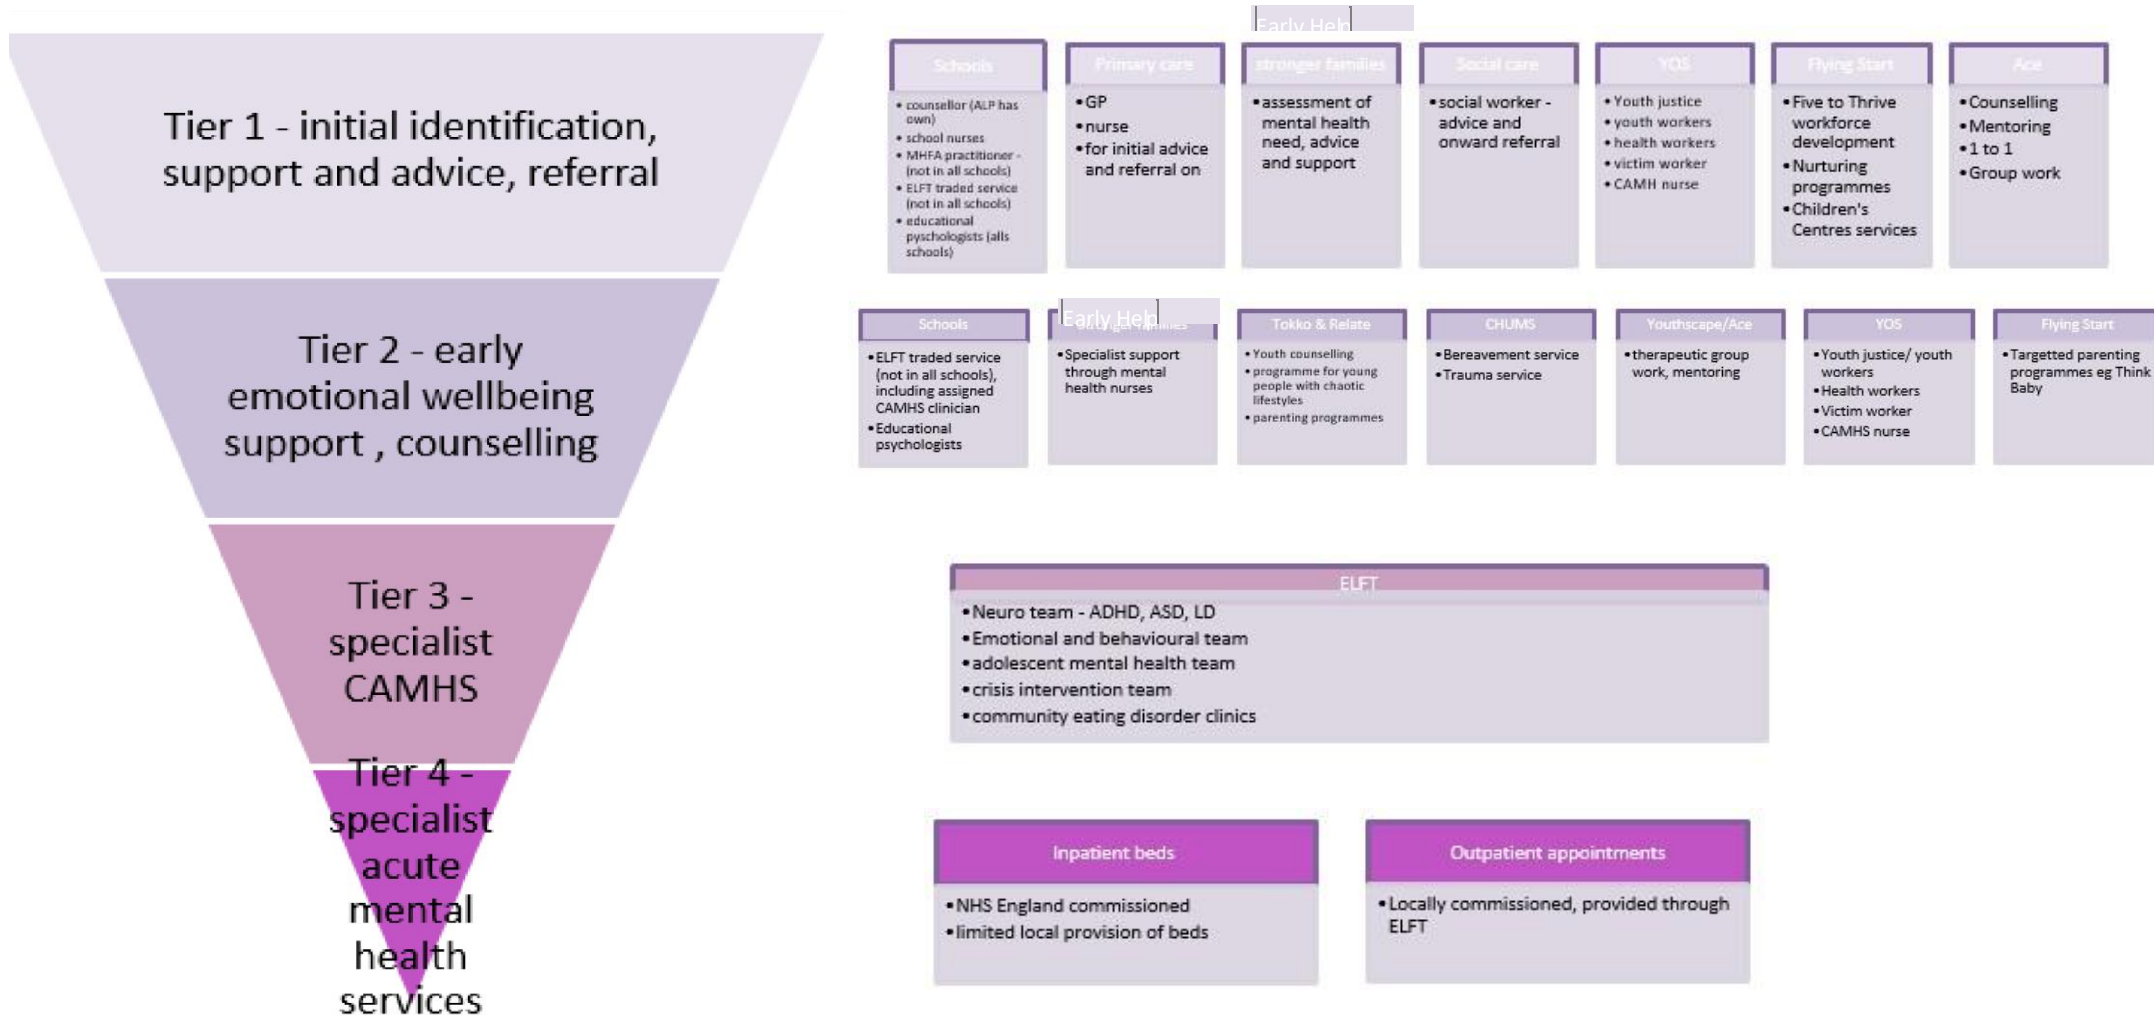 Tier 1 - initial identification,
support and advice, referral
Early Help
Schools
• counsellor (ALP has
own)
• school nurses
• MHFA practitioner -
(not in all schools)
• ELFT traded service
(not in all schools)
• educational
pyschologists (alls
schools)
Primary care
• GP
• nurse
• for initial advice
and referral on
stronger families
• assessment of
mental health
need, advice
and support
Social care
• social worker -
advice and
onward referral
YOS
• Youth justice
• youth workers
• health workers
• victim worker
• CAMH nurse
Flying Start
• Five to Thrive
workforce
development
• Nurturing
programmes
• Children's
Centres services
Ace
• Counselling
• Mentoring
• 1 to 1
• Group work
Tier 2 - early
emotional wellbeing
support , counselling
Schools
• ELFT traded service
(not in all schools),
including assigned
CAMHS clinician
• Educational
psychologists
Early Help
families
• Specialist support
through mental
health nurses
Tokko & Relate
• Youth counselling
• programme for young
people with chaotic
lifestyles
• parenting programmes
CHUMS
• Bereavement service
• Trauma service
Youthscape/Ace
• therapeutic group
work, mentoring
YOS
• Youth justice/ youth
workers
• Health workers
• Victim worker
• CAMHS nurse
Flying Start
• Targetted parenting
programmes eg Think
Baby
Tier 3 -
specialist
CAMHS
ELFT
• Neuro team - ADHD, ASD, LD
• Emotional and behavioural team
• adolescent mental health team
• crisis intervention team
• community eating disorder clinics
Tier 4 -
specialist
acute
mental
health
services
Inpatient beds
• NHS England commissioned
• limited local provision of beds
Outpatient appointments
• Locally commissioned, provided through
ELFT